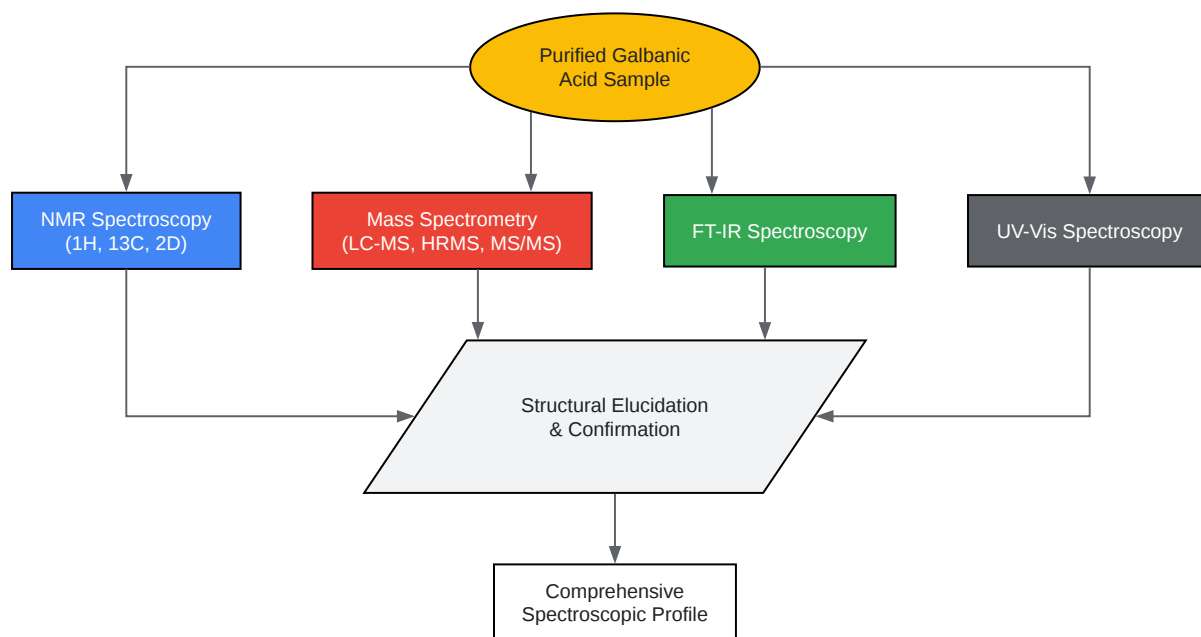 Purified Galbanic
Acid Sample
NMR Spectroscopy
(1H, 13C, 2D)
Mass Spectrometry
(LC-MS, HRMS, MS/MS)
FT-IR Spectroscopy
UV-Vis Spectroscopy
Structural Elucidation
& Confirmation
Comprehensive
Spectroscopic Profile